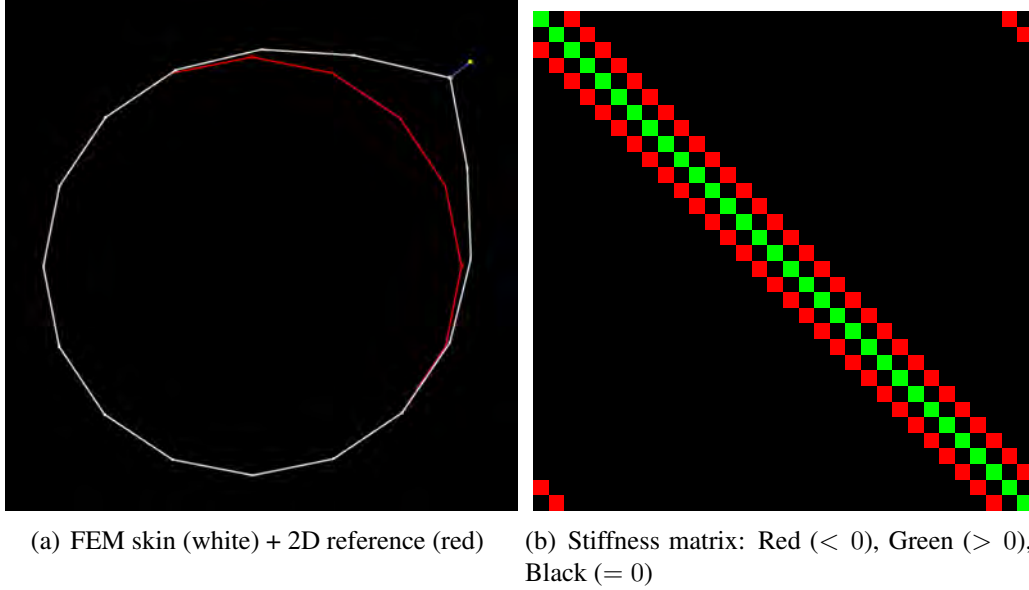 (a) FEM skin (white) + 2D reference (red)
(b) Stiffness matrix: Red (< 0), Green (> 0),
Black (= 0)